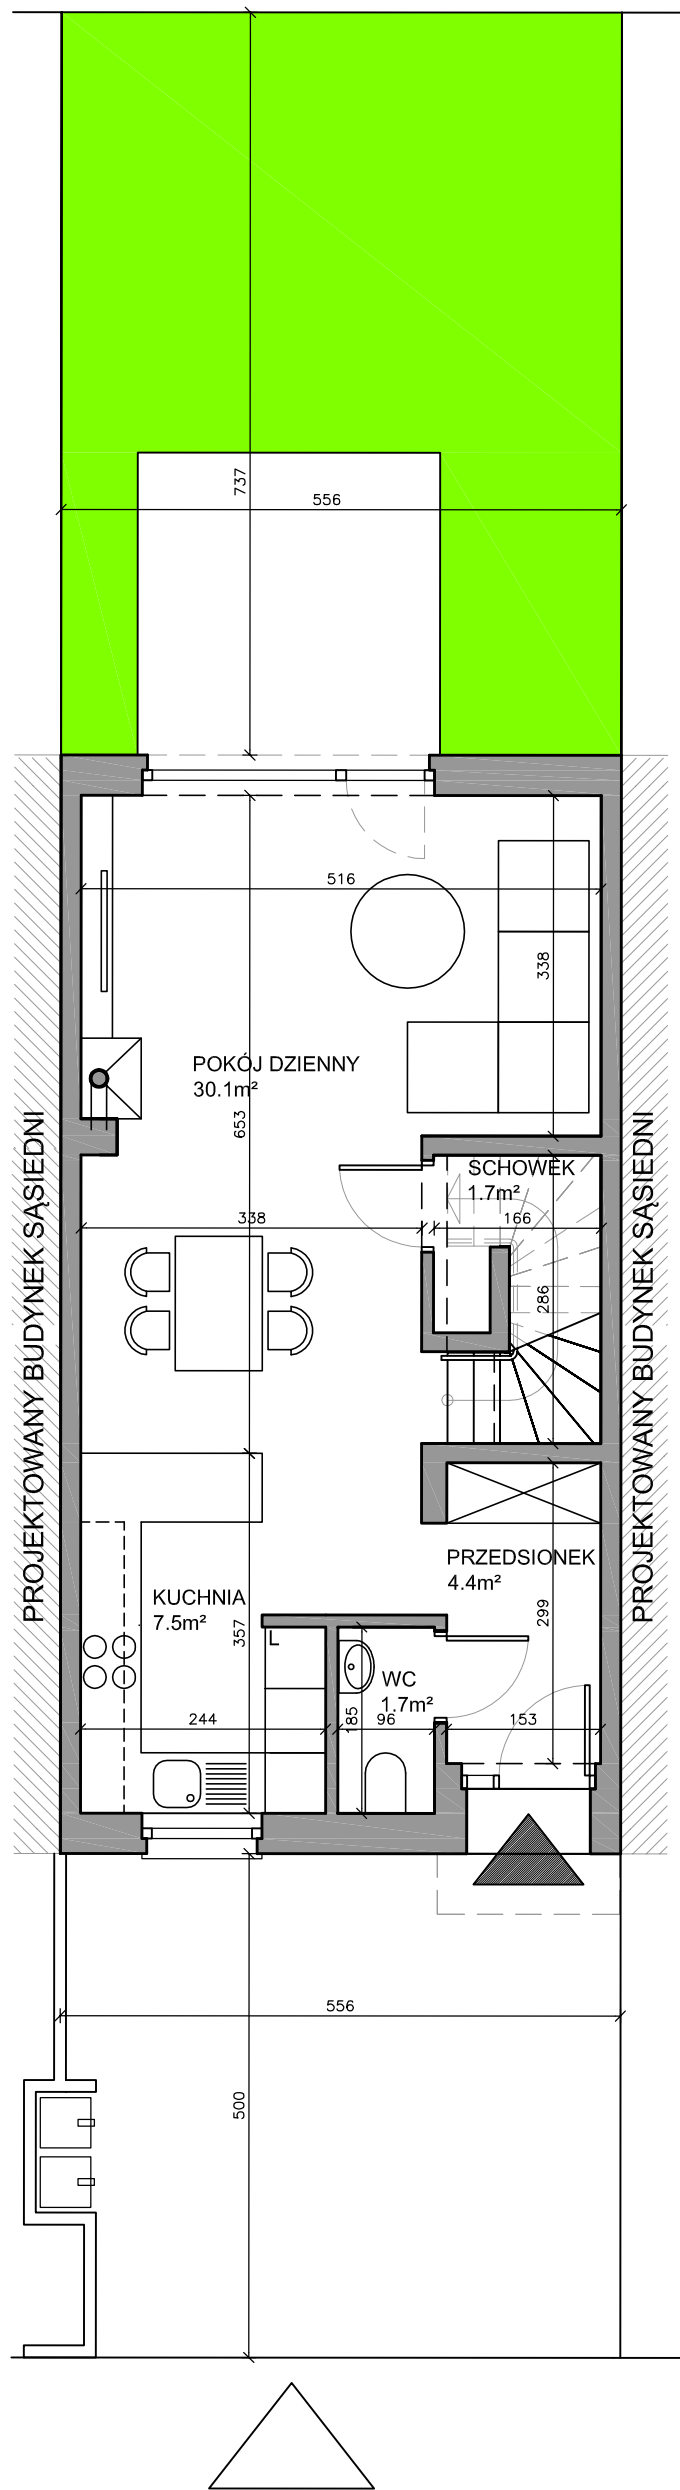 737
556
516
338
POKÓJ DZIENNY
30.1m²
653
SCHOWEK
1.7m²
338
166
286
PROJEKTOWANY BUDYNEK SĄSIEDNI
PROJEKTOWANY BUDYNEK SĄSIEDNI
PRZEDSIONEK
4.4m²
299
KUCHNIA
7.5m²
357
L
WC
1.7m²
185
244
96
153
556
500